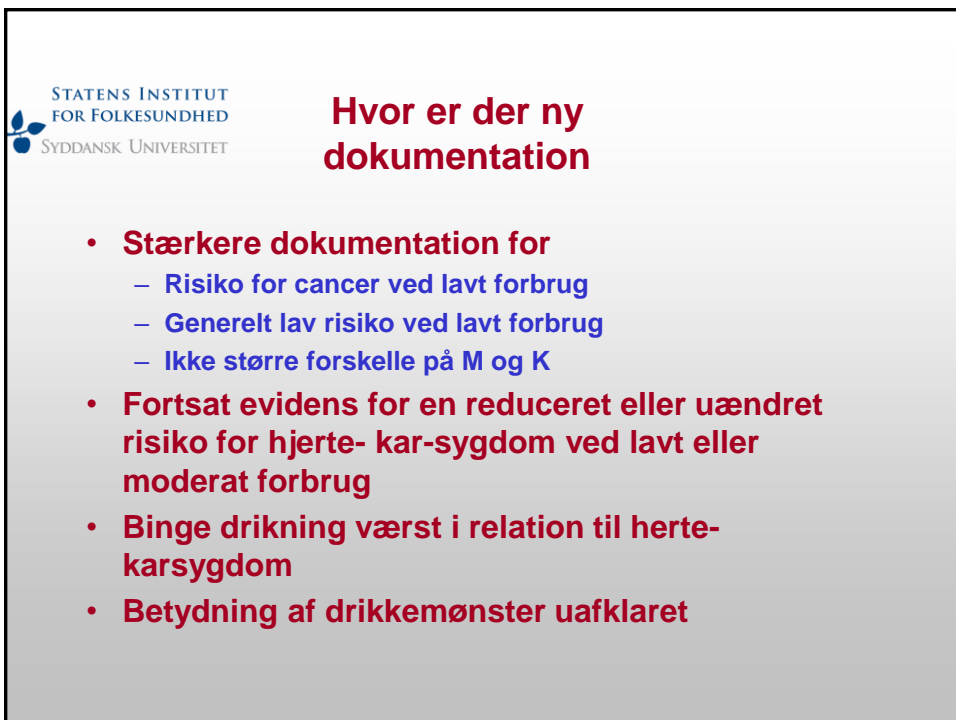 STATENS INSTITUT
FOR FOLKESUNDHED
SYDDANSK UNIVERSITET
Hvor er der ny
dokumentation
• Stærkere dokumentation for
– Risiko for cancer ved lavt forbrug
– Generelt lav risiko ved lavt forbrug
– Ikke større forskelle på M og K
• Fortsat evidens for en reduceret eller uændret
risiko for hjerte- kar-sygdom ved lavt eller
moderat forbrug
• Binge drikning værst i relation til herte-
karsygdom
• Betydning af drikkemønster uafklaret